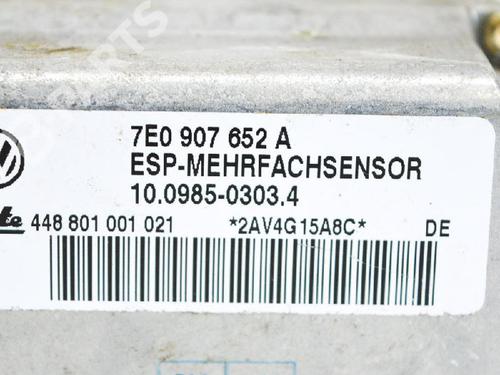 7E0 907 652 A
ESP-MEHRFACHSENSOR
10.0985-0303.4
448 801 001 021 *2AV4G15A8C* DE